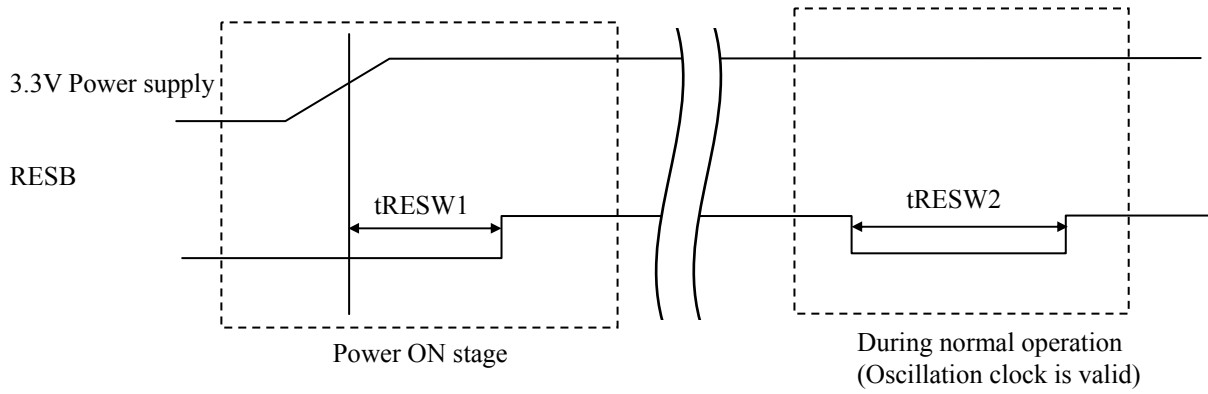 3.3V Power supply
RESB
tRESW1
tRESW2
Power ON stage
During normal operation
(Oscillation clock is valid)